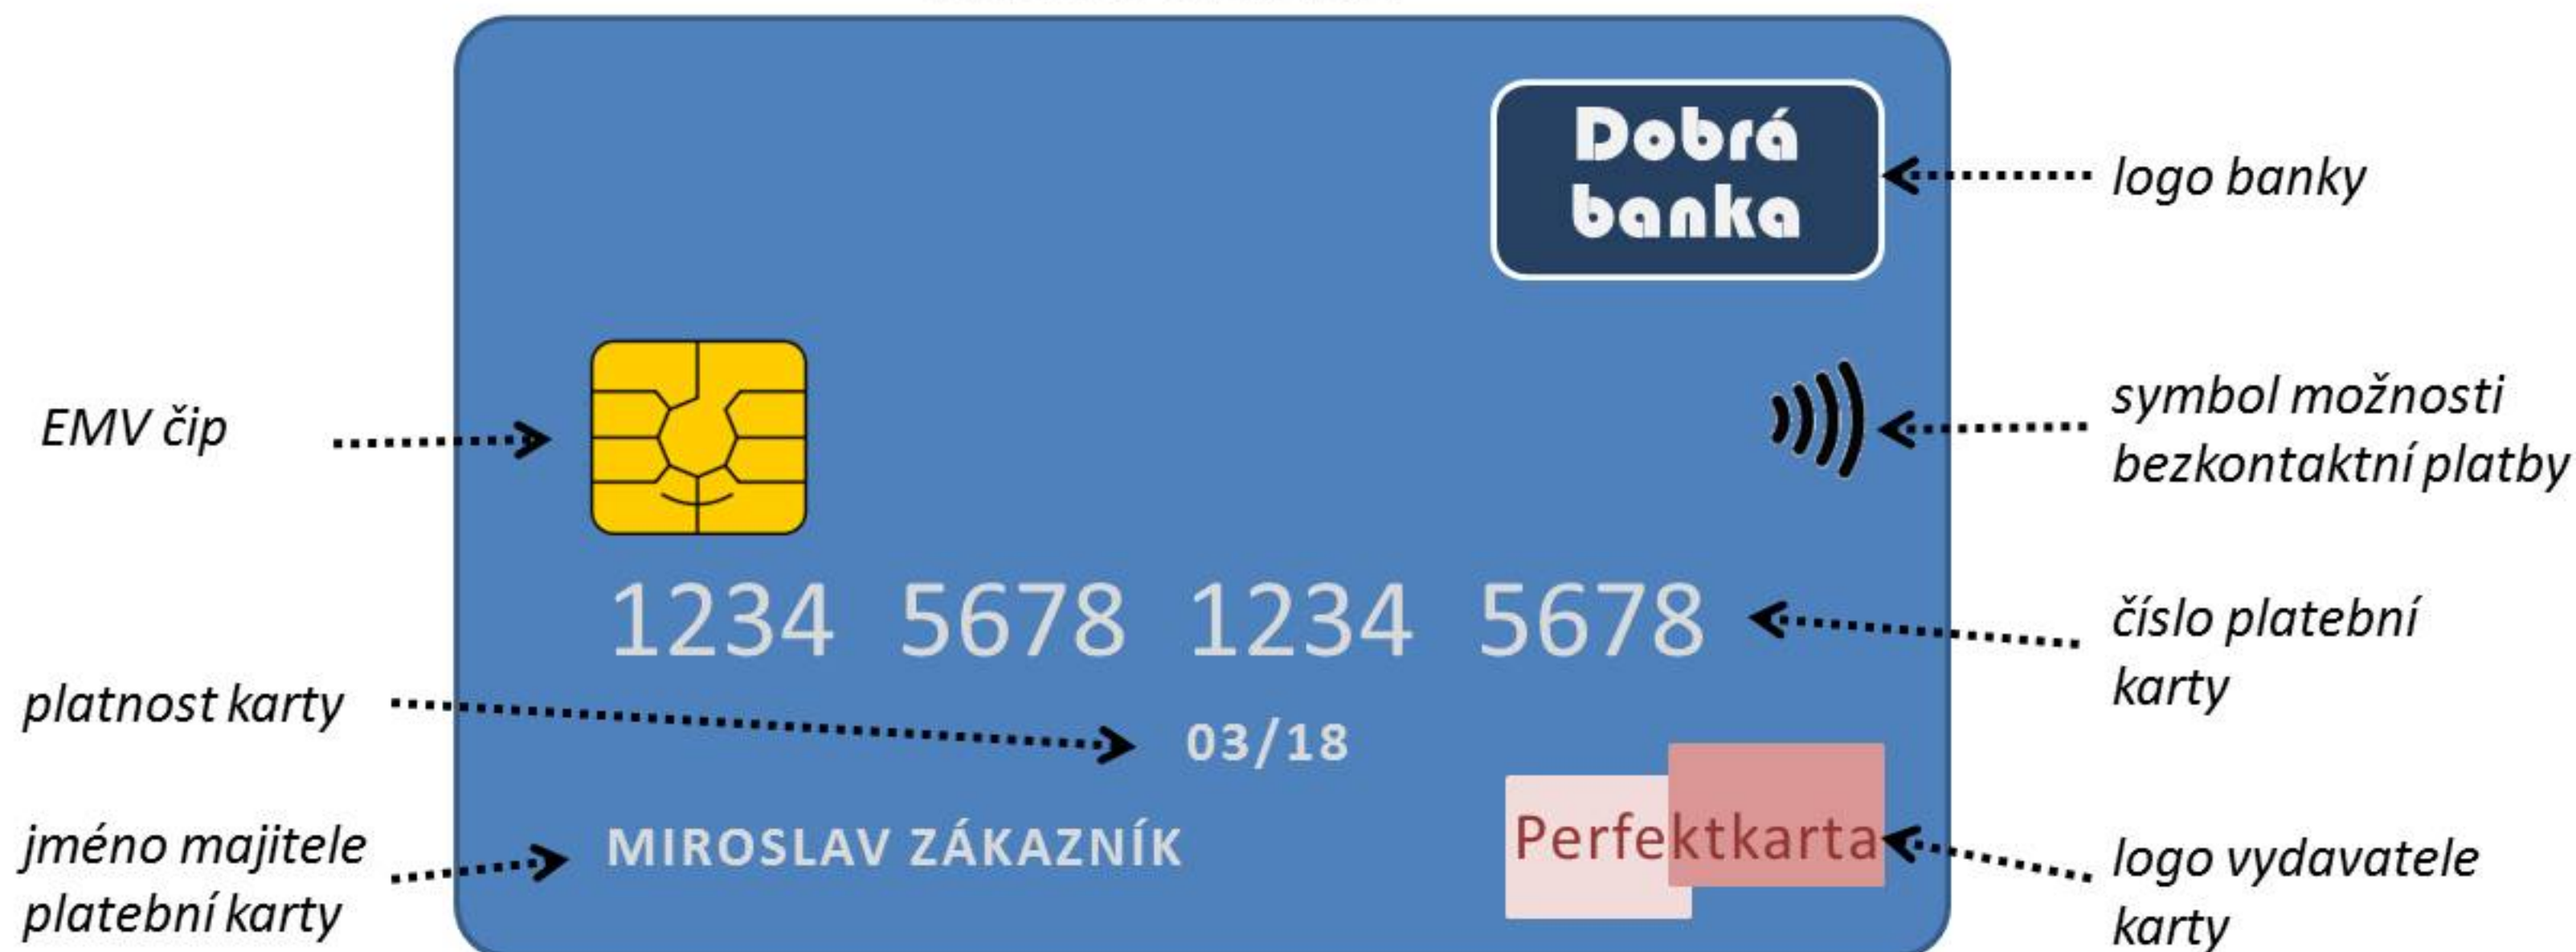 Dobrá
banka
logo banky
EMV čip
symbol možnosti
bezkontaktní platby
1234 5678 1234 5678
číslo platební
karty
platnost karty
03/18
jméno majitele
platební karty
MIROSLAV ZÁKAZNÍK
Perfektkarta
logo vydavatele
karty